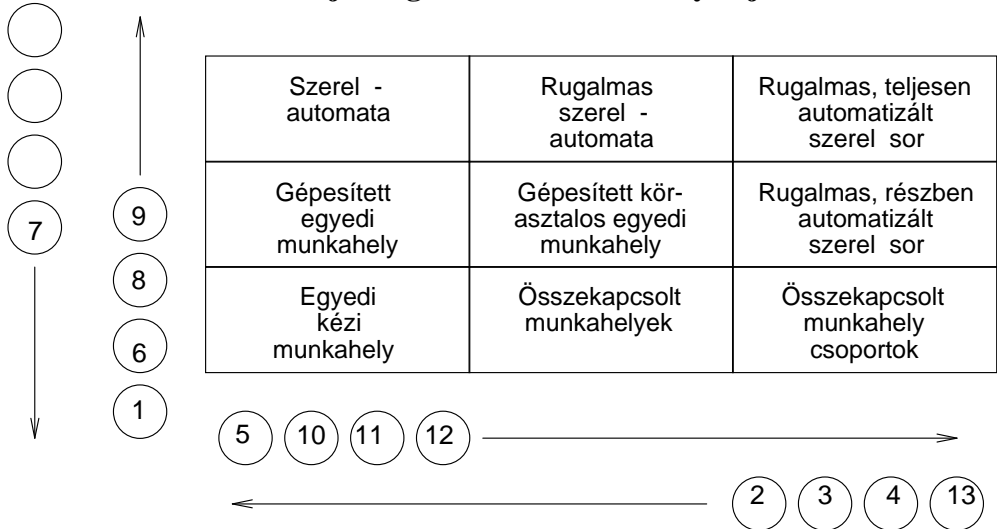 Szerel -
automata
Rugalmas
szerel -
automata
Rugalmas, teljesen
automatizált
szerel sor
Gépesített
egyedi
munkahely
Gépesített kör-
asztalos egyedi
munkahely
Rugalmas, részben
automatizált
szerel sor
Egyedi
kézi
munkahely
Összekapcsolt
munkahelyek
Összekapcsolt
munkahely
csoportok
7
9
8
6
1
5 10 11 12
2 3 4 13